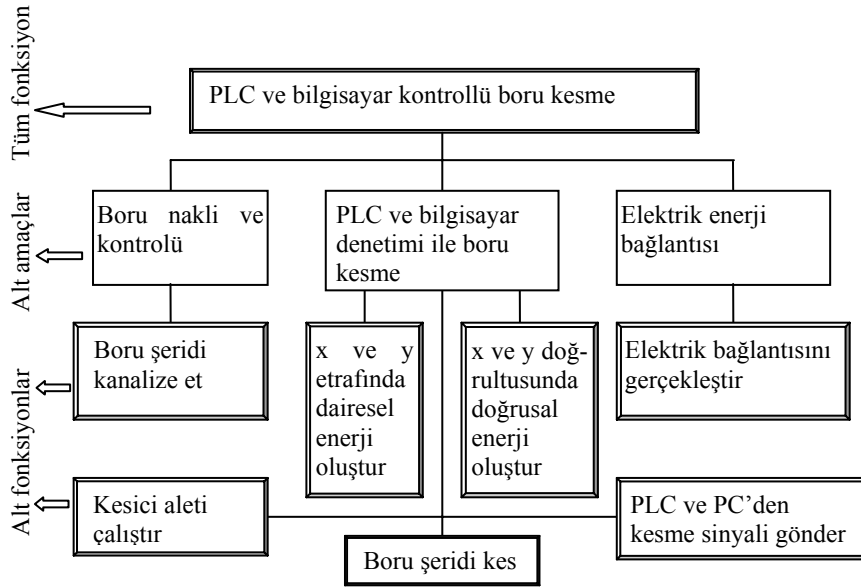 Tüm fonksiyon
PLC ve bilgisayar kontrollü boru kesme
Alt amaçlar
Boru nakli ve
kontrolü
PLC ve bilgisayar
denetimi ile boru
kesme
Elektrik enerji
bağlantısı
Alt fonksiyonlar
Boru şeridi
kanalize et
x ve y
etrafında
dairesel
enerji
oluştur
x ve y doğ-
rultusunda
doğrusal
enerji
oluştur
Elektrik bağlantısını
gerçekleştir
Kesici aleti
çalıştır
Boru şeridi kes
PLC ve PC’den
kesme sinyali gönder